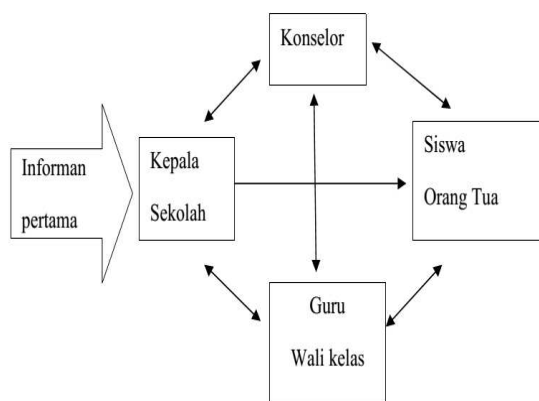 Konselor
Informan
pertama
Kepala
Sekolah
Siswa
Orang Tua
Guru
Wali kelas